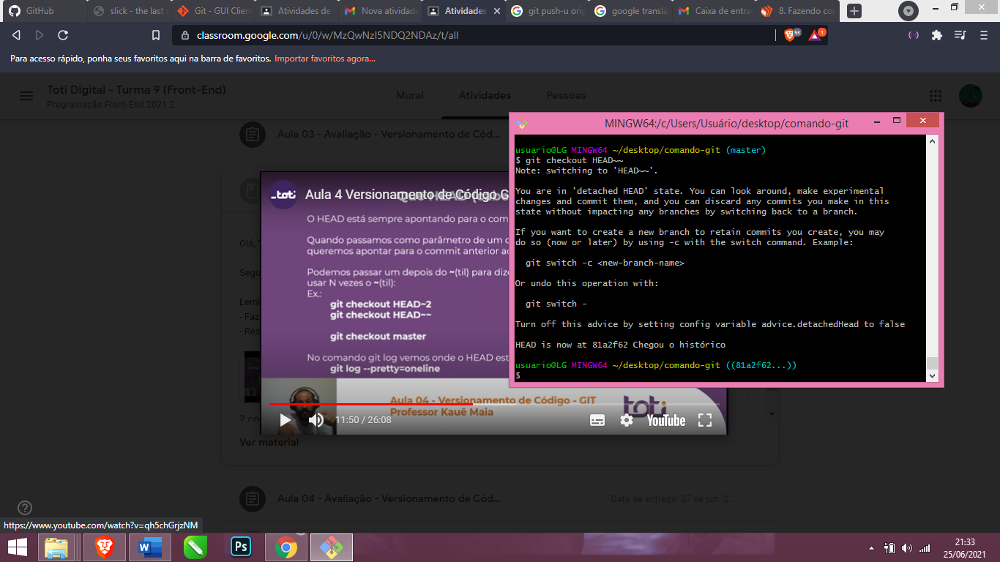 GitHub
slick - the last
Git - GUI Clien
Atividades de
Nova atividade
Atividades
git push-u orig
google transla
Caixa de entra
8. Fazendo cor
classroom.google.com/u/0/w/MzQwNzI5NDQ2NDAz/t/all
53
1
Para acesso rápido, ponha seus favoritos aqui na barra de favoritos. Importar favoritos agora...
Toti Digital - Turma 9 (Front-End)
Programação Front-End 2021.2
Mural
Atividades
Pessoas
Aula 03 - Avaliação - Versionamento de Cód...
Olá, T
Segu
Lem
- Faz
- Res
Ver material
Aula 04 - Avaliação - Versionamento de Cód...
Data de entrega: 27 de jun. 2...
toti
Aula 4 Versionamento de Código G
O HEAD está sempre apontando para o com
Quando passamos como parâmetro de um c
queremos apontar para o commit anterior ac
Podemos passar um depois do ~(til) para dize
usar N vezes o ~(til):
Ex.:
git checkout HEAD~2
git checkout HEAD~~
git checkout master
No comando git log vemos onde o HEAD est
git log --pretty=oneline
Aula 04 - Versionamento de Código - GIT
Professor Kauê Maia
toti
11:50 / 26:08
YouTube
MINGW64:/c/Users/Usuário/desktop/comando-git
usuario@LG MINGW64 ~/desktop/comando-git (master)
$ git checkout HEAD~~
Note: switching to 'HEAD~~'.
You are in 'detached HEAD' state. You can look around, make experimental
changes and commit them, and you can discard any commits you make in this
state without impacting any branches by switching back to a branch.
If you want to create a new branch to retain commits you create, you may
do so (now or later) by using -c with the switch command. Example:
git switch -c <new-branch-name>
Or undo this operation with:
git switch -
Turn off this advice by setting config variable advice.detachedHead to false
HEAD is now at 81a2f62 Chegou o histórico
usuario@LG MINGW64 ~/desktop/comando-git ((81a2f62...))
$
https://www.youtube.com/watch?v=qh5chGrjzNM
Ps
21:33
25/06/2021